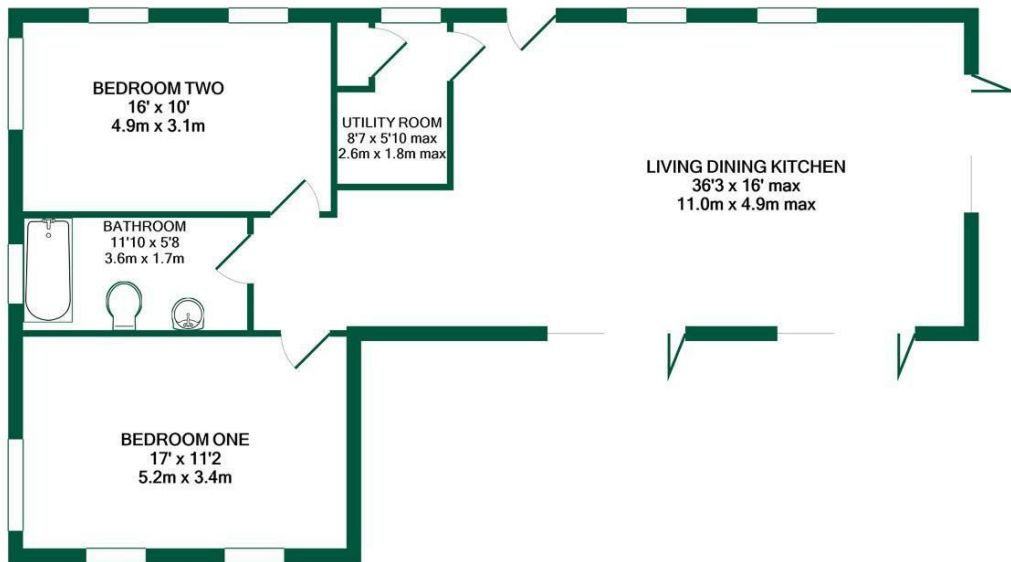 BEDROOM TWO
16' x 10'
4.9m x 3.1m
UTILITY ROOM
8'7 x 5'10 max
2.6m x 1.8m max
LIVING DINING KITCHEN
36'3 x 16' max
11.0m x 4.9m max
BATHROOM
11'10 x 5'8
3.6m x 1.7m
BEDROOM ONE
17' x 11'2
5.2m x 3.4m